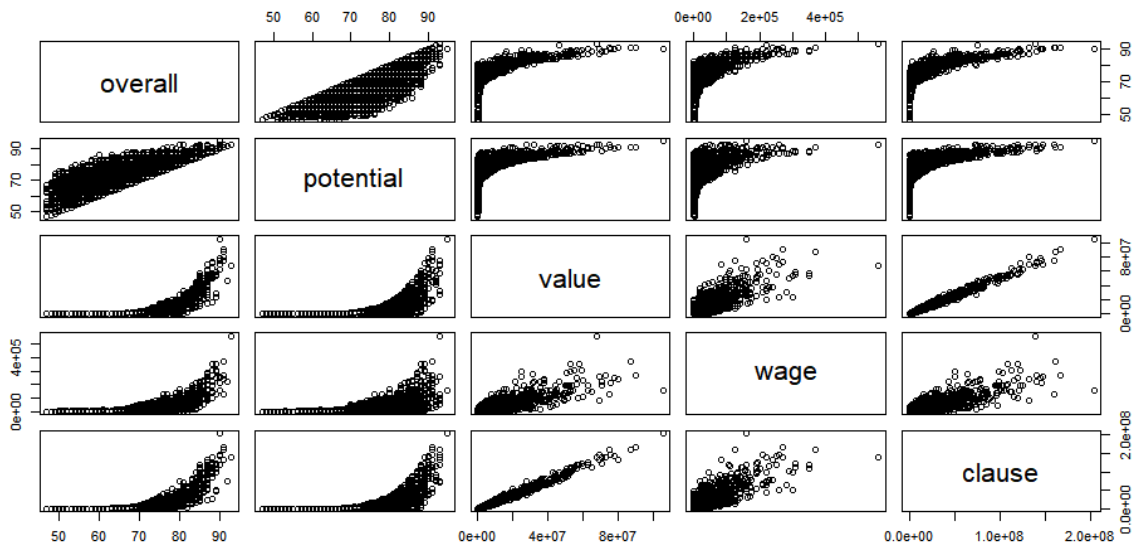 50 60 70 80 90
0e+00 2e+05 4e+05
overall
50 70 90
50 70 90
potential
value
0e+00 8e+07
0e+00 4e+05
wage
clause
0.0e+00 2.0e+08
50 60 70 80 90
0e+00 4e+07 8e+07
0.0e+00 1.0e+08 2.0e+08